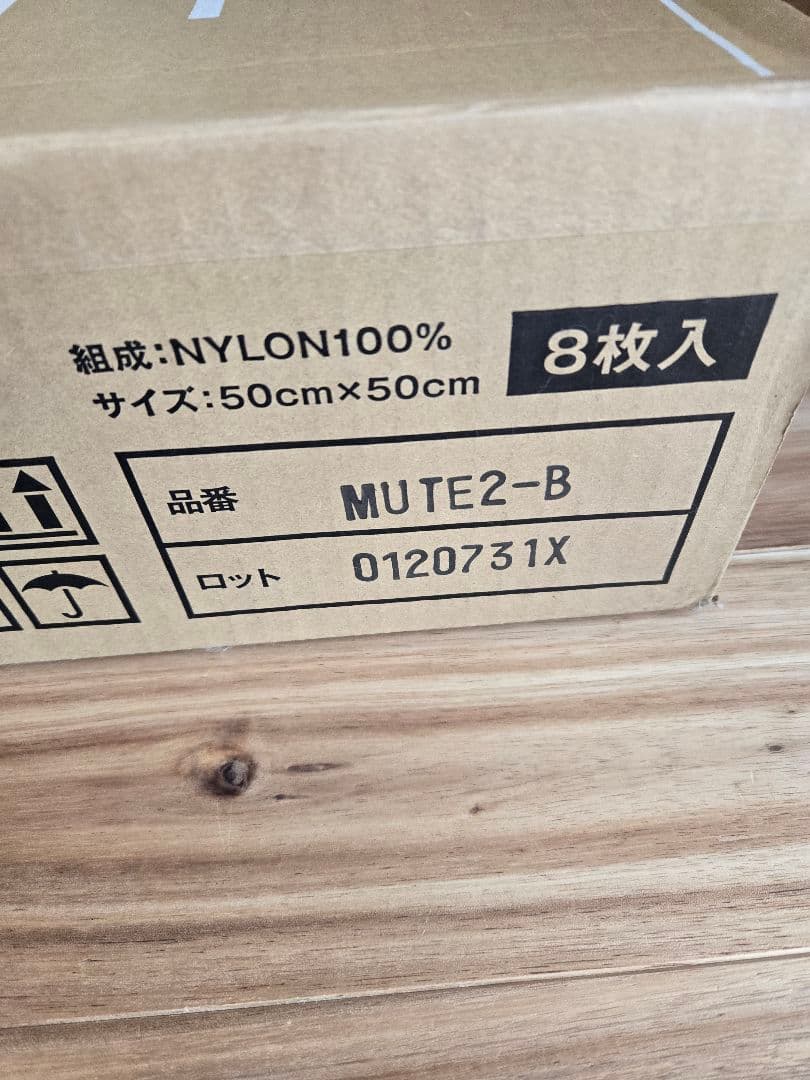 組成:NYLON100%
8枚入
サイズ:50cm×50cm
品番 MUTE2-B
ロット 0120731X